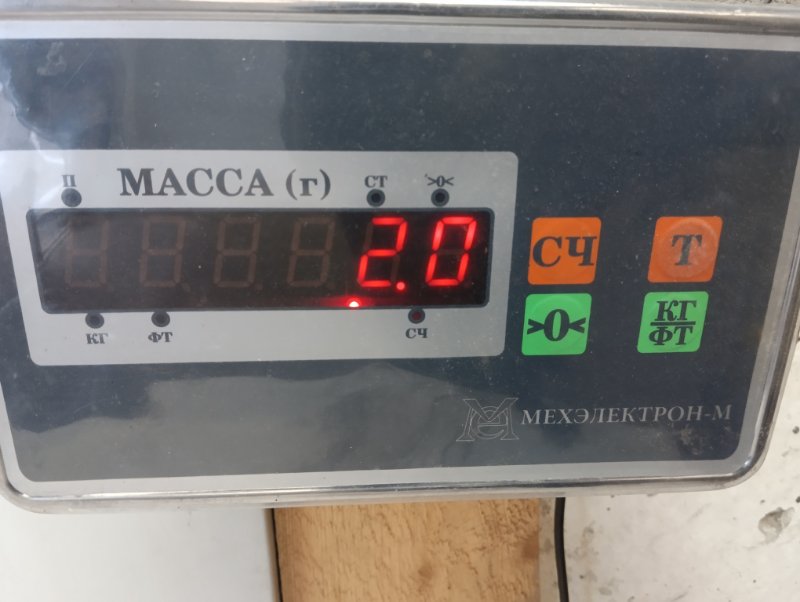 П МАССА (г) СТ >0<
2.0
КГ ФТ СЧ
СЧ Т
>0< КГ/ФТ
МЕХЭЛЕКТРОН-М